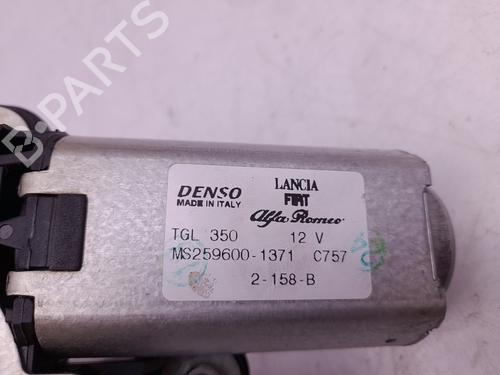 B-PARTS
DENSO
MADE IN ITALY
LANCIA
FIAT
Alfa Romeo
TGL 350 12 V
MS259600-1371 C757
2-158-B